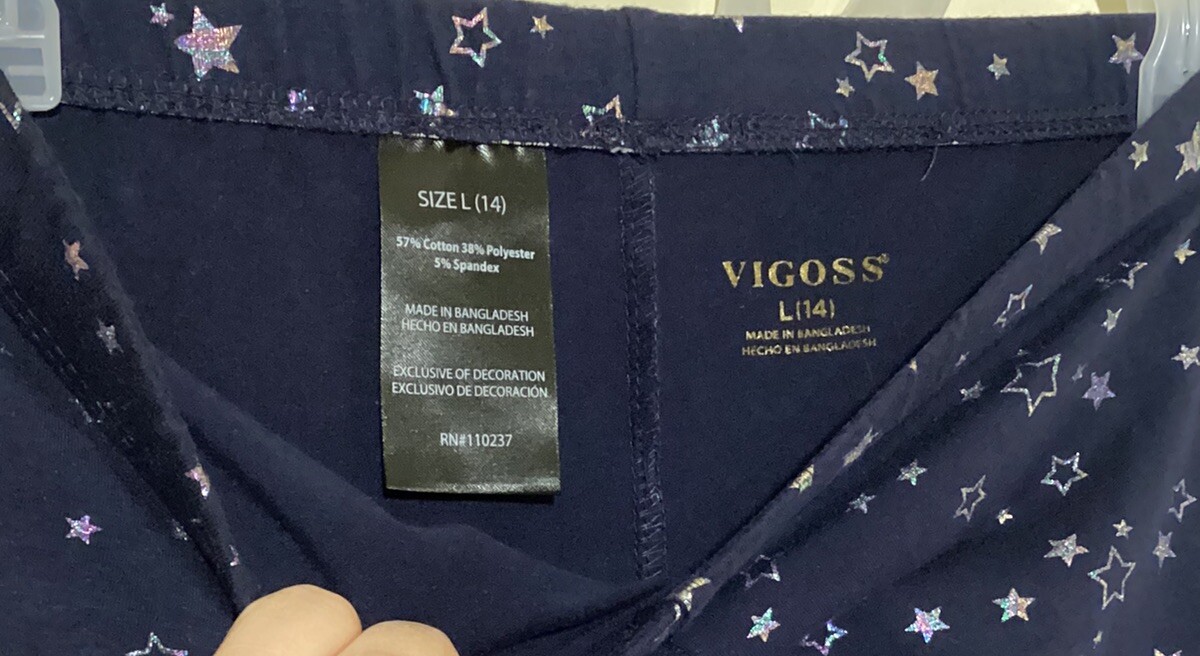 SIZE L (14)
57% Cotton 38% Polyester
5% Spandex
MADE IN BANGLADESH
HECHO EN BANGLADESH
EXCLUSIVE OF DECORATION
EXCLUSIVO DE DECORACIÓN
RN#110237
VIGOSS®
L(14)
MADE IN BANGLADESH
HECHO EN BANGLADESH